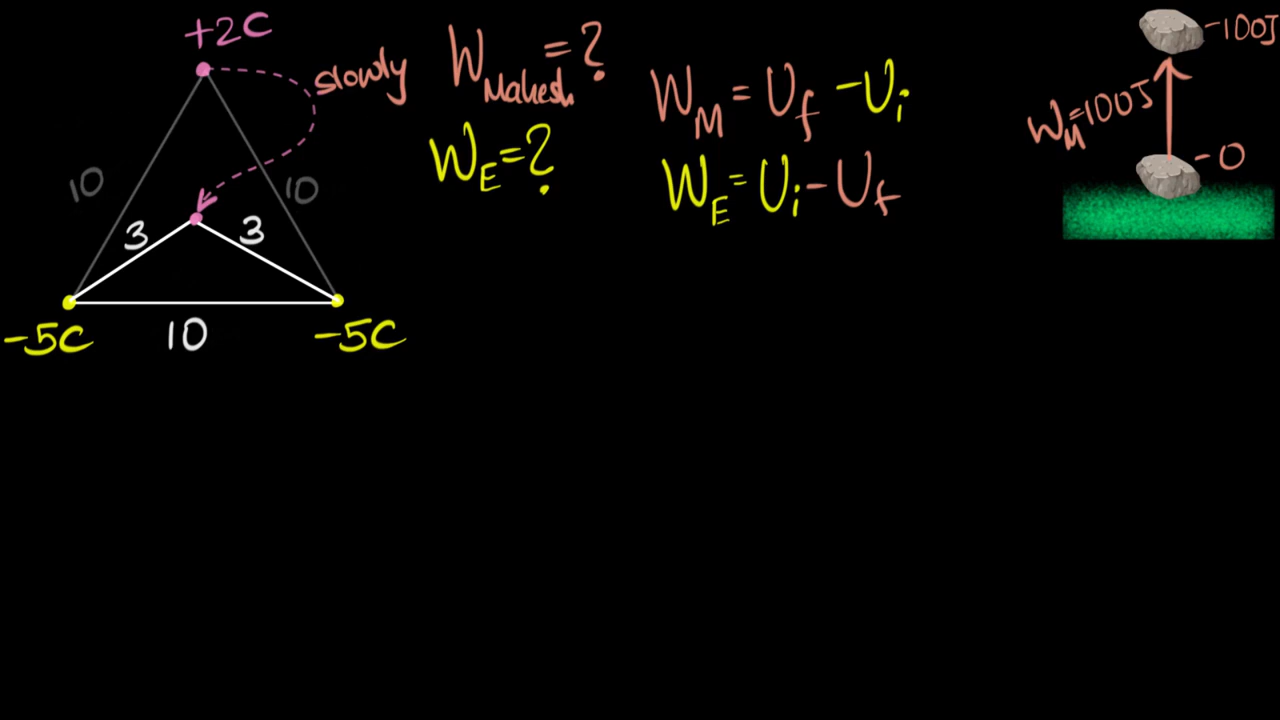 +2C
slowly
10
10
3
3
-5C
10
-5C
W_Mahesh = ?
W_E = ?
W_M = U_f - U_i
W_E = U_i - U_f
-100J
W_M=100J
-0